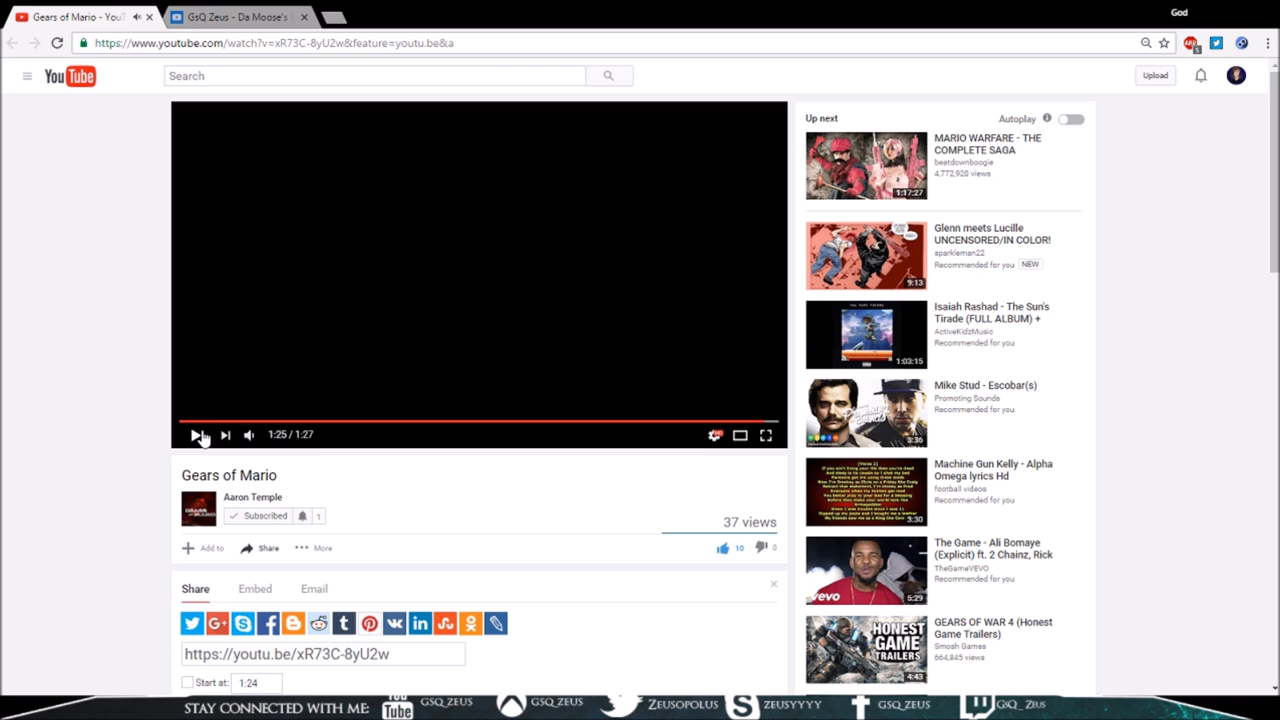 Gears of Mario - You
GsQ Zeus - Da Moose's
God
https://www.youtube.com/watch?v=xR73C-8yU2w&feature=youtu.be&a
ABP
5
YouTube
Search
Upload
1:25 / 1:27
HD
Gears of Mario
Aaron Temple
Subscribed 1
37 views
Add to Share More
10 0
Share Embed Email
https://youtu.be/xR73C-8yU2w
Start at: 1:24
Up next Autoplay
MARIO WARFARE - THE
COMPLETE SAGA
beatdownboogie
4,772,920 views
1:17:27
Glenn meets Lucille
UNCENSORED/IN COLOR!
sparkleman22
Recommended for you NEW
9:13
Isaiah Rashad - The Sun's
Tirade (FULL ALBUM) +
ActiveKidzMusic
Recommended for you
1:03:15
Mike Stud - Escobar(s)
Promoting Sounds
Recommended for you
3:36
Machine Gun Kelly - Alpha
Omega lyrics Hd
football videos
Recommended for you
3:30
The Game - Ali Bomaye
(Explicit) ft. 2 Chainz, Rick
TheGameVEVO
Recommended for you
vevo
5:29
GEARS OF WAR 4 (Honest
Game Trailers)
Smosh Games
664,845 views
HONEST
GAME
TRAILERS
4:43
STAY CONNECTED WITH ME: You Tube GSQ_ZEUS GSQ_ZEUS ZEUSOPOLUS ZEUSYYYY GSQ_ZEUS GSQ_ZEUS